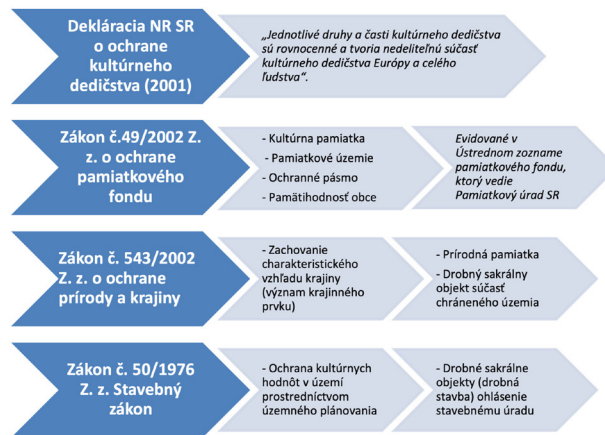 Deklarácia NR SR
o ochrane
kultúrneho
dedičstva (2001)
„Jednotlivé druhy a časti kultúrneho dedičstva
sú rovnocenné a tvoria nedeliteľnú súčasť
kultúrneho dedičstva Európy a celého
ľudstva“.
Zákon č.49/2002 Z.
z. o ochrane
pamiatkového
fondu
- Kultúrna pamiatka
- Pamiatkové územie
- Ochranné pásmo
- Pamätihodnosť obce
Evidované v
Ústrednom zozname
pamiatkového fondu,
ktorý vedie
Pamiatkový úrad SR
Zákon č. 543/2002
Z. z. o ochrane
prírody a krajiny
- Zachovanie
charakteristického
vzhľadu krajiny
(význam krajinného
prvku)
- Prírodná pamiatka
- Drobný sakrálny
objekt súčasť
chráneného územia
Zákon č. 50/1976
Z. z. Stavebný
zákon
- Ochrana kultúrnych
hodnôt v území
prostredníctvom
územného plánovania
- Drobné sakrálne
objekty (drobná
stavba) ohlásenie
stavebnému úradu